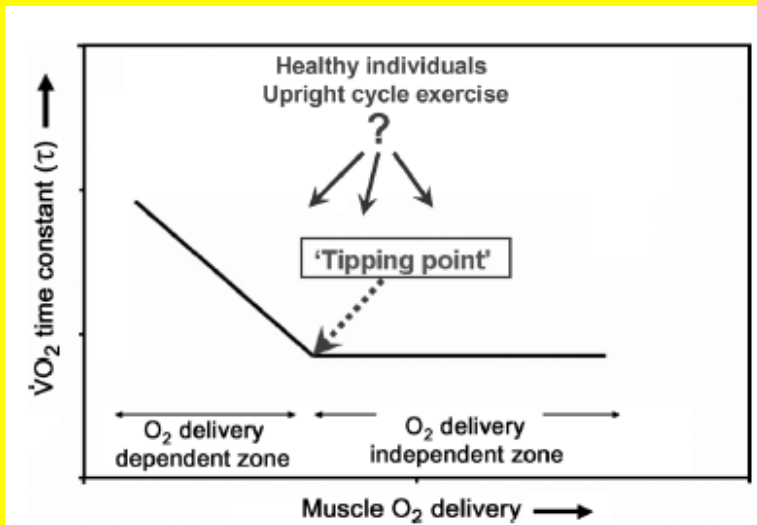 Healthy individuals
Upright cycle exercise
?
'Tipping point'
V̇O₂ time constant (τ)
O₂ delivery
dependent zone
O₂ delivery
independent zone
Muscle O₂ delivery